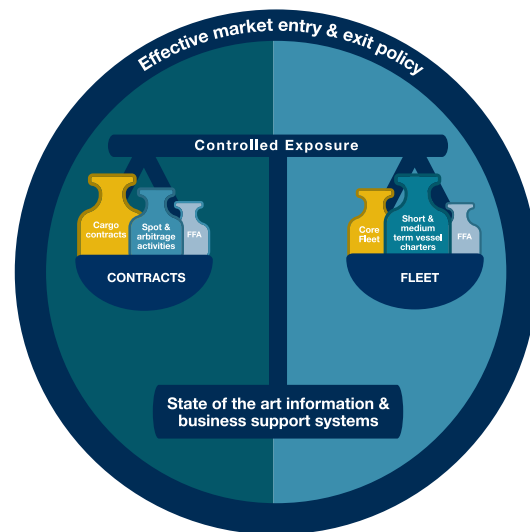 Effective market entry & exit policy
Controlled Exposure
Cargo
contracts
Spot &
arbitrage
activities
FFA
CONTRACTS
Core
Fleet
Short &
medium
term vessel
charters
FFA
FLEET
State of the art information &
business support systems